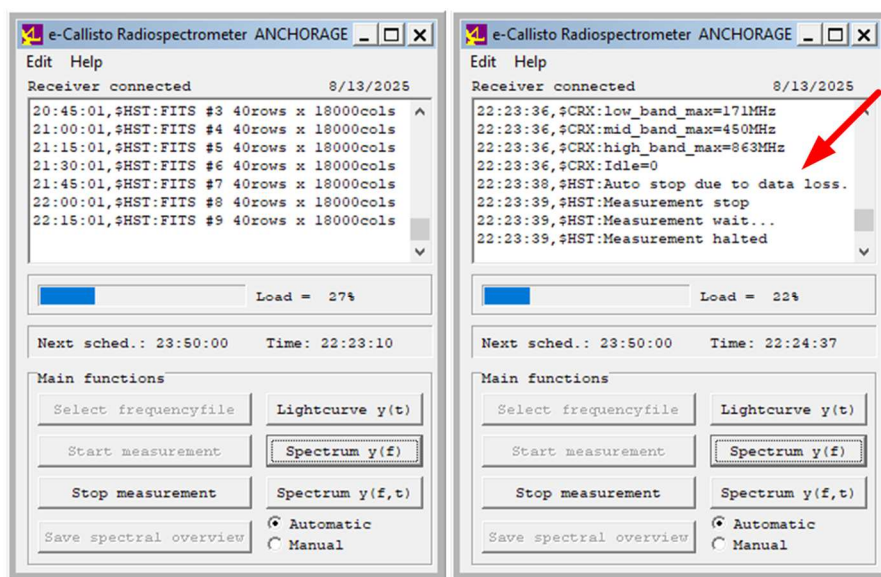 e-Callisto Radiospectrometer ANCHORAGE
Edit Help
Receiver connected 8/13/2025
20:45:01,$HST:FITS #3 40rows x 18000cols
21:00:01,$HST:FITS #4 40rows x 18000cols
21:15:01,$HST:FITS #5 40rows x 18000cols
21:30:01,$HST:FITS #6 40rows x 18000cols
21:45:01,$HST:FITS #7 40rows x 18000cols
22:00:01,$HST:FITS #8 40rows x 18000cols
22:15:01,$HST:FITS #9 40rows x 18000cols
Load = 27%
Next sched.: 23:50:00 Time: 22:23:10
Main functions
Select frequencyfile Lightcurve y(t)
Start measurement Spectrum y(f)
Stop measurement Spectrum y(f,t)
Save spectral overview Automatic
Manual
e-Callisto Radiospectrometer ANCHORAGE
Edit Help
Receiver connected 8/13/2025
22:23:36,$CRX:low_band_max=171MHz
22:23:36,$CRX:mid_band_max=450MHz
22:23:36,$CRX:high_band_max=863MHz
22:23:36,$CRX:Idle=0
22:23:38,$HST:Auto stop due to data loss.
22:23:39,$HST:Measurement stop
22:23:39,$HST:Measurement wait...
22:23:39,$HST:Measurement halted
Load = 22%
Next sched.: 23:50:00 Time: 22:24:37
Main functions
Select frequencyfile Lightcurve y(t)
Start measurement Spectrum y(f)
Stop measurement Spectrum y(f,t)
Save spectral overview Automatic
Manual